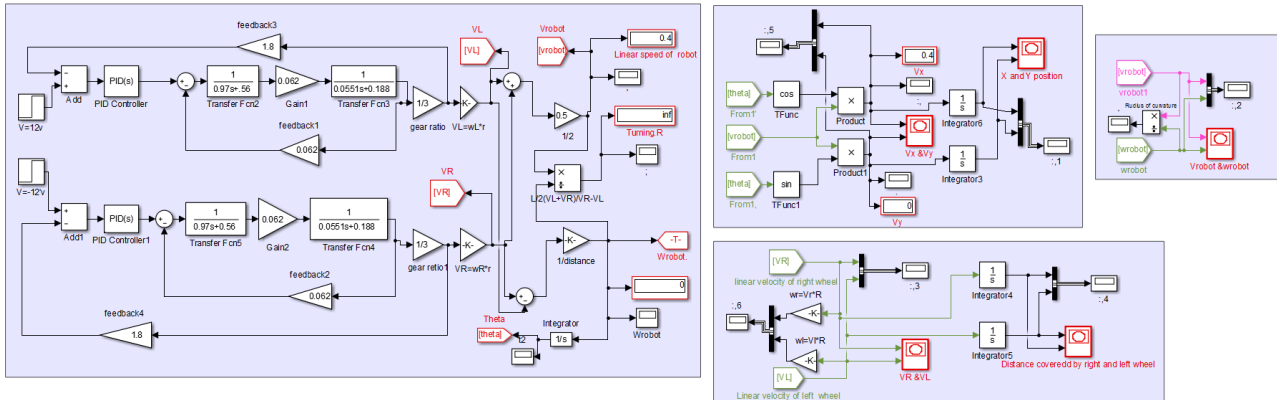 feedback3
1.8
VL
[VL]
Vrobot
[vrobot]
0.4
Linear speed of robot
V=12v
Add
PID(s)
PID Controller
1
0.97s+.56
Transfer Fcn2
0.062
Gain1
1
0.0551s+0.188
Transfer Fcn3
1/3
gear ratio
-K-
VL=wL*r
0.5
1/2
feedback1
0.062
inf
Turning.R
L/2(VL+VR)/VR-VL
VR
[VR]
V=-12v
Add1
PID(s)
PID Controller1
1
0.97s+0.56
Transfer Fcn5
0.062
Gain2
1
0.0551s+0.188
Transfer Fcn4
1/3
gear ratio1
-K-
VR=wR*r
-K-
1/distance
-T-
Wrobot.
feedback2
0.062
0
Wrobot
feedback4
1.8
Theta
[theta]
t2
Integrator
1/s
:,5
0.4
Vx
X and Y position
[theta]
From1'
cos
TFunc
Product
1
s
Integrator6
[vrobot]
From1
Vx &Vy
:,1
[theta]
From1,
sin
TFunc1
Product1
1
s
Integrator3
0
Vy
[vrobot]
vrobot1
Rudius of curvature
:,2
[wrobot]
wrobot
Vrobot &wrobot
[VR]
linear velocity of right wheel
:,3
1
s
Integrator4
:,4
:,6
wr=Vr*R
-K-
wl=Vl*R
-K-
1
s
Integrator5
Distance coveredd by right and left wheel
[VL]
Linear velocity of left wheel
VR &VL